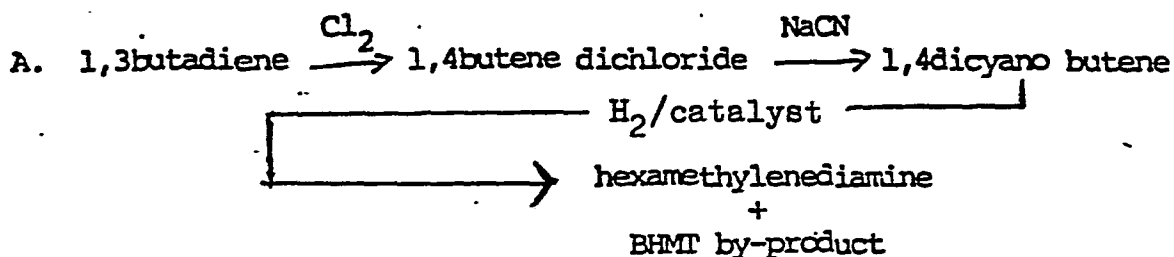 Cl2 NaCN
A. 1,3butadiene → 1,4butene dichloride → 1,4dicyano butene
H2/catalyst
hexamethylenediamine
+
BHMT by-product